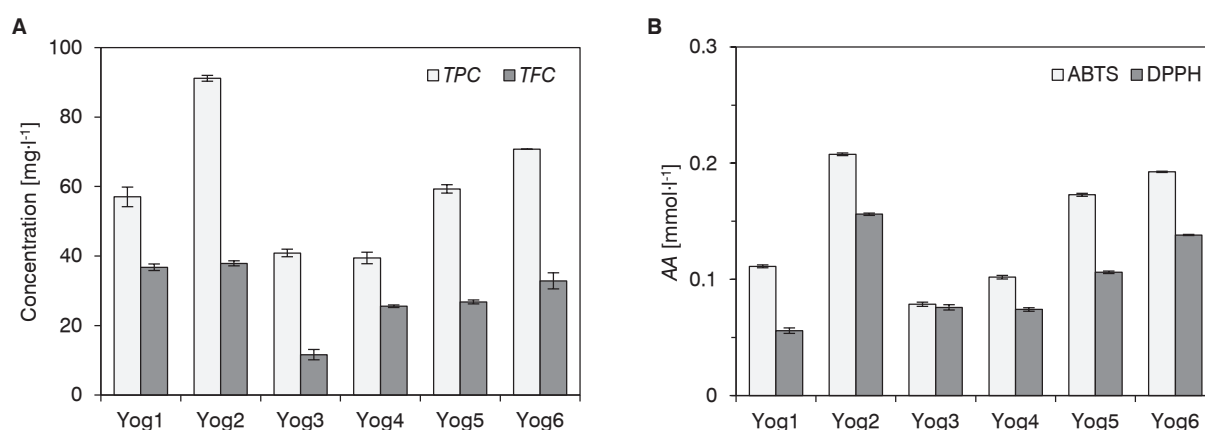 A
Concentration [mg·l-1]
100
80
60
40
20
0
TPC TFC
Yog1 Yog2 Yog3 Yog4 Yog5 Yog6
B
AA [mmol·l-1]
0.3
0.2
0.1
0
ABTS DPPH
Yog1 Yog2 Yog3 Yog4 Yog5 Yog6